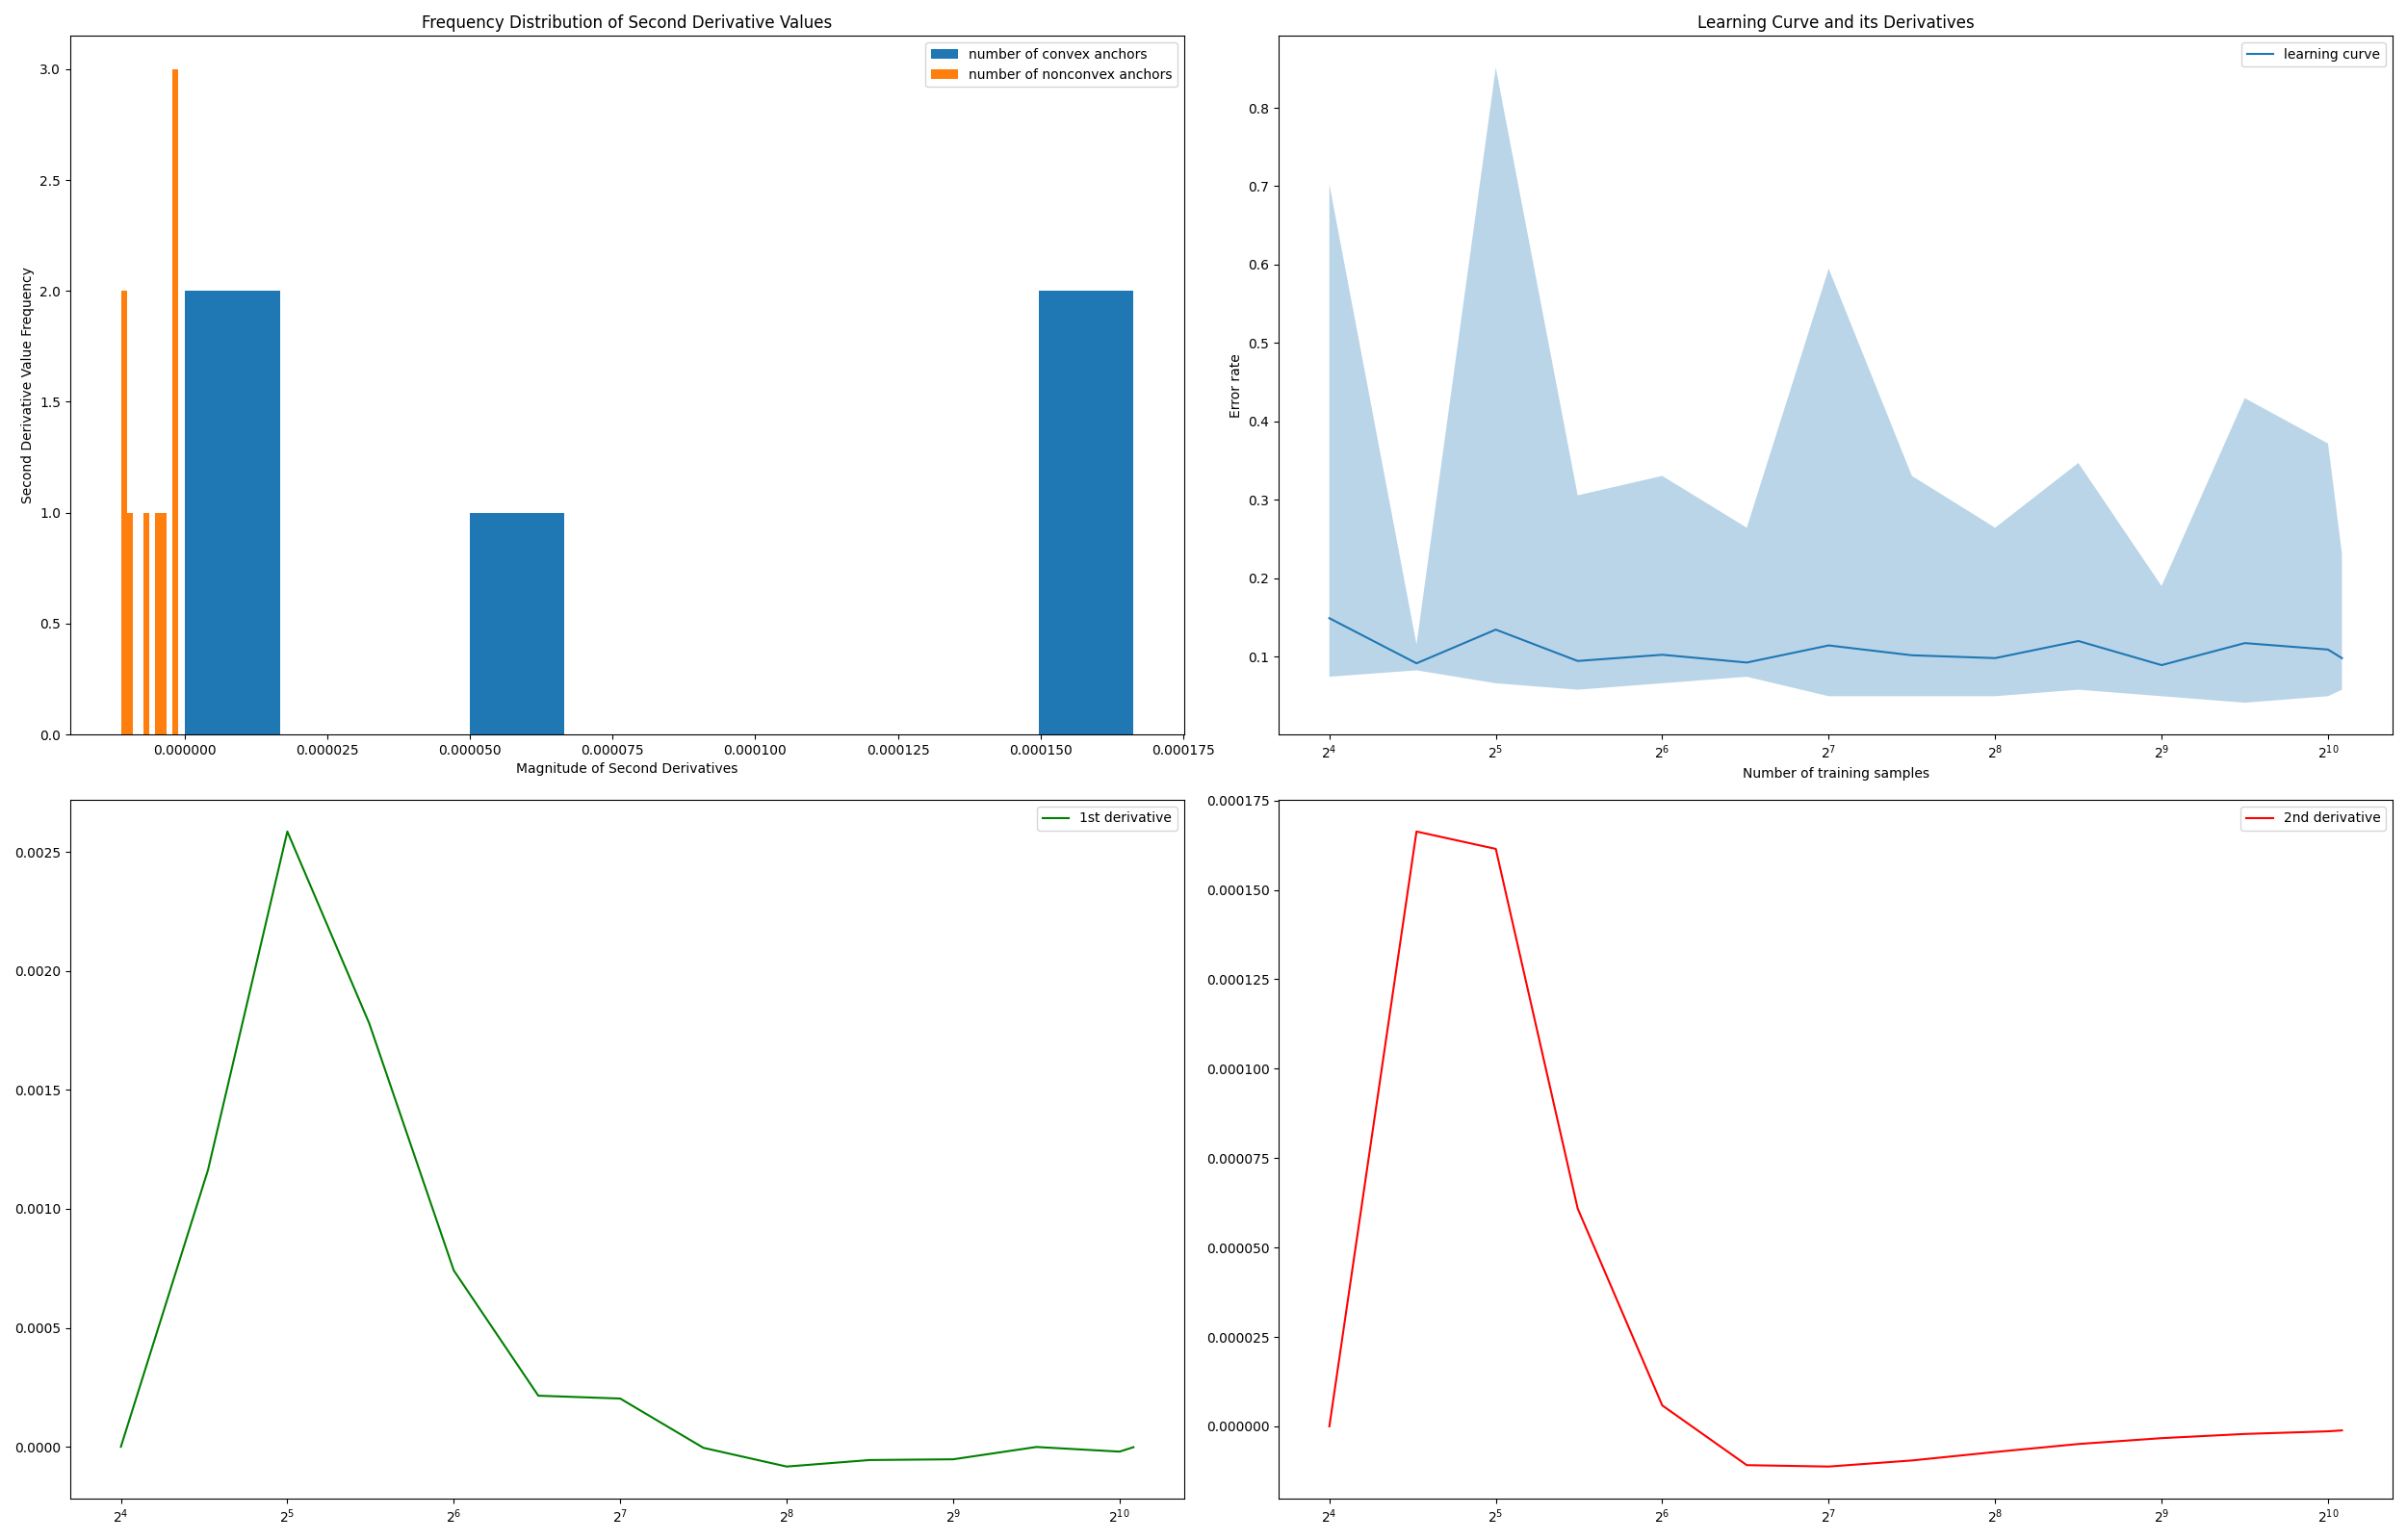 Frequency Distribution of Second Derivative Values
number of convex anchors
number of nonconvex anchors
Second Derivative Value Frequency
3.0
2.5
2.0
1.5
1.0
0.5
0.0
0.000000 0.000025 0.000050 0.000075 0.000100 0.000125 0.000150 0.000175
Magnitude of Second Derivatives
Learning Curve and its Derivatives
learning curve
Error rate
0.8
0.7
0.6
0.5
0.4
0.3
0.2
0.1
2^4 2^5 2^6 2^7 2^8 2^9 2^10
Number of training samples
1st derivative
0.0025
0.0020
0.0015
0.0010
0.0005
0.0000
2^4 2^5 2^6 2^7 2^8 2^9 2^10
2nd derivative
0.000175
0.000150
0.000125
0.000100
0.000075
0.000050
0.000025
0.000000
2^4 2^5 2^6 2^7 2^8 2^9 2^10